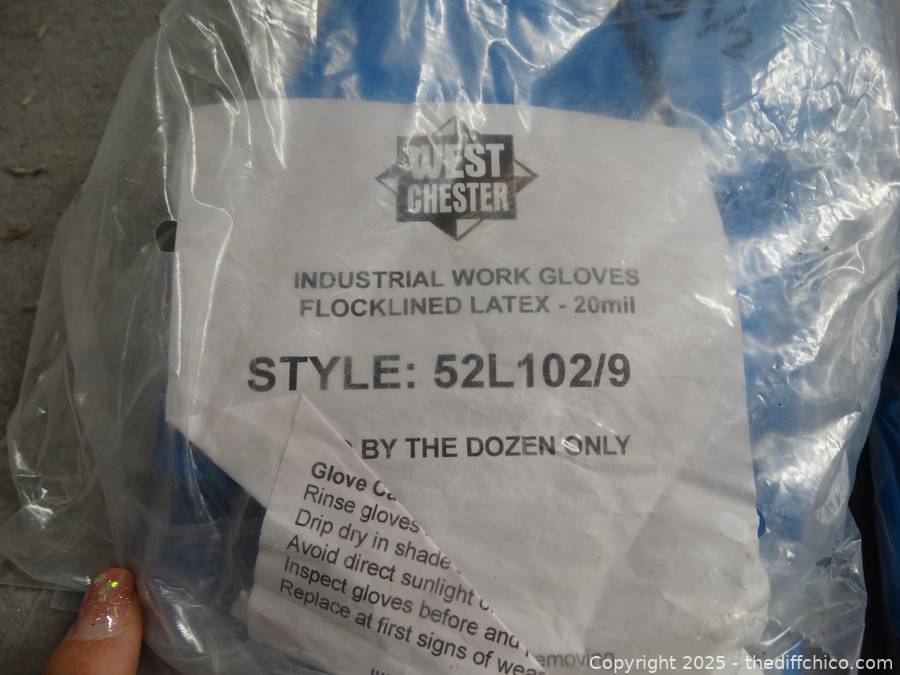 WEST
CHESTER
INDUSTRIAL WORK GLOVES
FLOCKLINED LATEX - 20mil
STYLE: 52L102/9
BY THE DOZEN ONLY
Glove
Rinse gloves
Drip dry in shade
Avoid direct sunlight
Inspect gloves before and
Replace at first signs of
Copyright 2025 - thediffchico.com